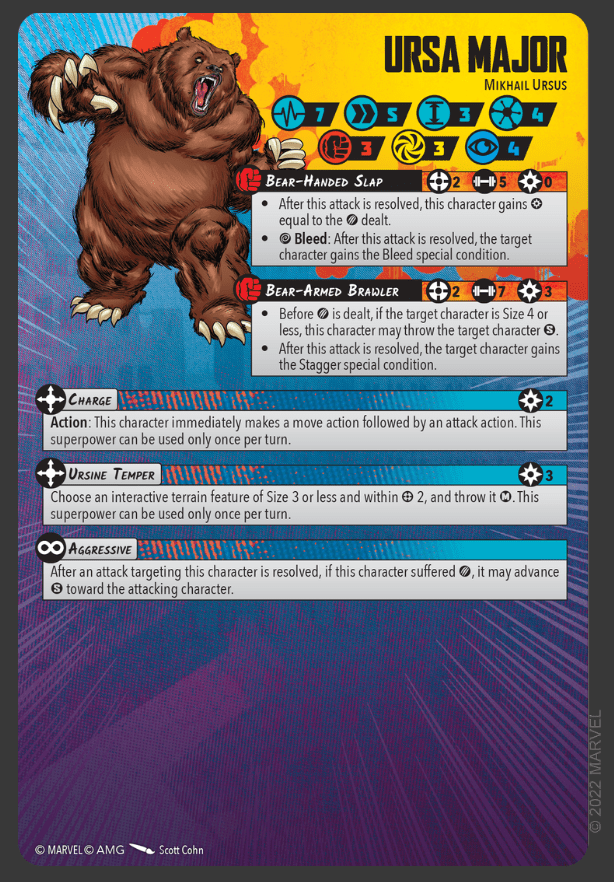 URSA MAJOR
MIKHAIL URSUS
7 5 3 4
3 3 4
BEAR-HANDED SLAP 2 5 0
• After this attack is resolved, this character gains
equal to the dealt.
• Bleed: After this attack is resolved, the target
character gains the Bleed special condition.
BEAR-ARMED BRAWLER 2 7 3
• Before is dealt, if the target character is Size 4 or
less, this character may throw the target character S.
• After this attack is resolved, the target character gains
the Stagger special condition.
CHARGE 2
Action: This character immediately makes a move action followed by an attack action. This
superpower can be used only once per turn.
URSINE TEMPER 3
Choose an interactive terrain feature of Size 3 or less and within 2, and throw it M. This
superpower can be used only once per turn.
AGGRESSIVE
After an attack targeting this character is resolved, if this character suffered , it may advance
S toward the attacking character.
© MARVEL © AMG Scott Cohn
© 2022 MARVEL